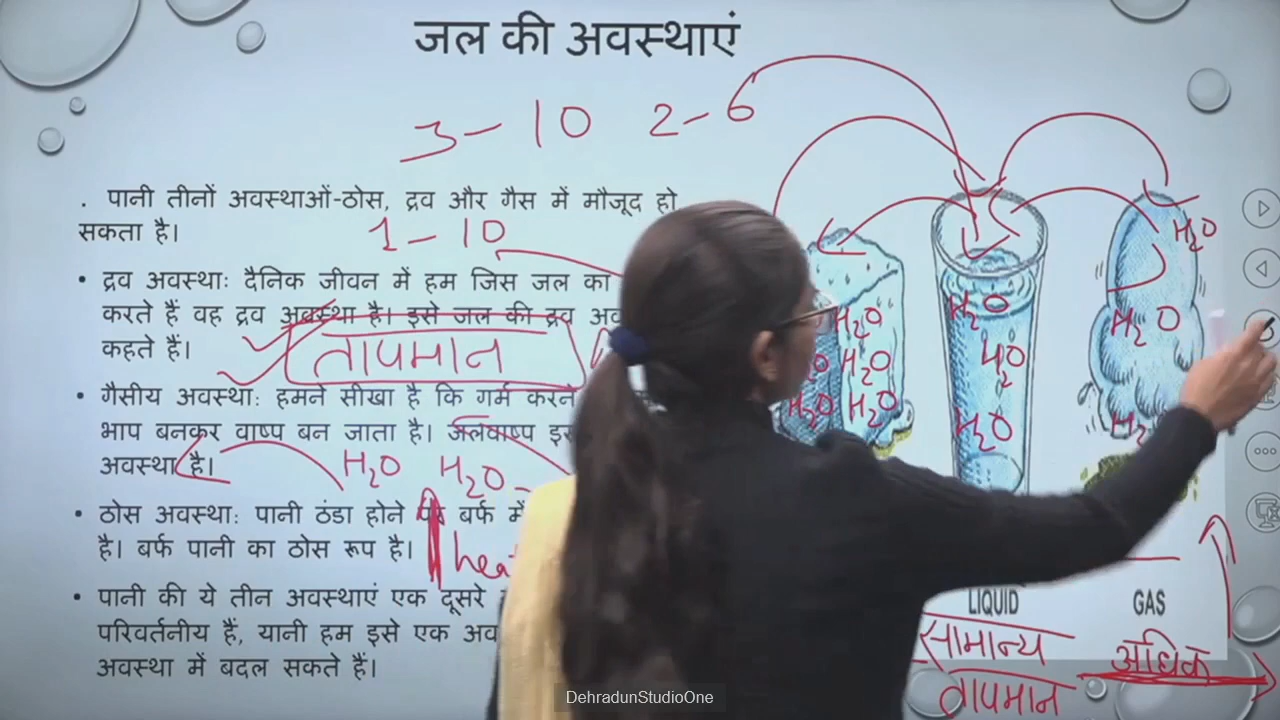 जल की अवस्थाएं
3 - 10 2 - 6
. पानी तीनों अवस्थाओं-ठोस, द्रव और गैस में मौजूद हो
सकता है।
1 - 10
• द्रव अवस्था: दैनिक जीवन में हम जिस जल का
करते हैं वह द्रव अवस्था है। इसे जल की द्रव
कहते हैं।
तापमान
• गैसीय अवस्था: हमने सीखा है कि गर्म
भाप बनकर वाष्प बन जाता है। जलवाष्प
अवस्था है।
H2O H2O
• ठोस अवस्था: पानी ठंडा होने पर बर्फ में
है। बर्फ पानी का ठोस रूप है।
• पानी की ये तीन अवस्थाएं एक दूसरे
परिवर्तनीय हैं, यानी हम इसे एक
अवस्था में बदल सकते हैं।
H2O
H2O
H2O H2O
H2O
H2O
H2O
H2O
H2O
H2O
LIQUID GAS
सामान्य
तापमान
अधिक
DehradunStudioOne